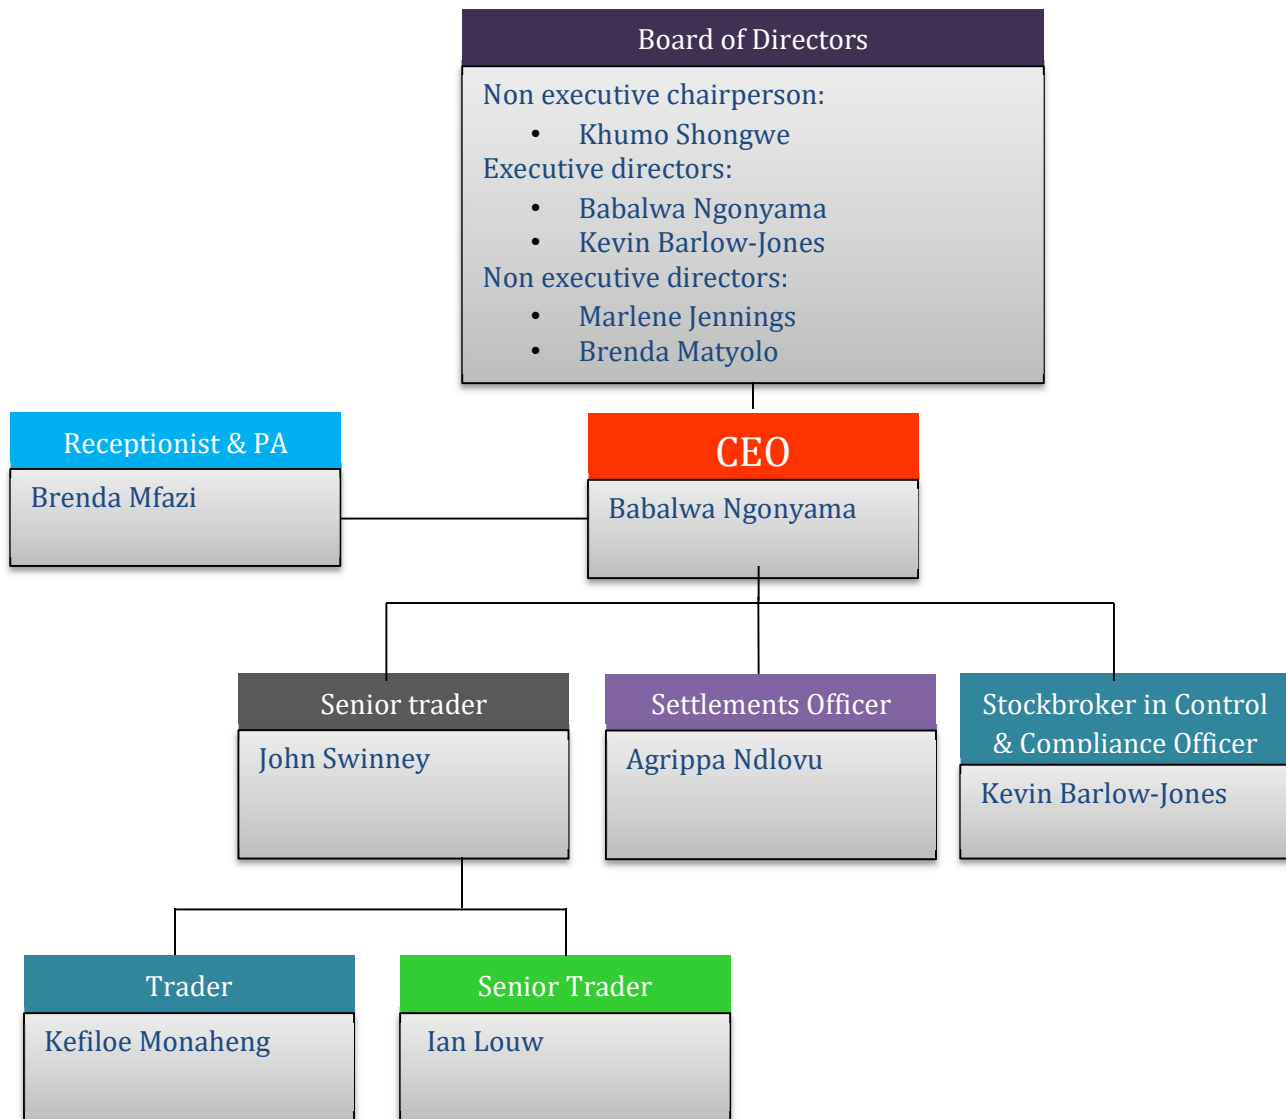 Board of Directors
Non executive chairperson:
• Khumo Shongwe
Executive directors:
• Babalwa Ngonyama
• Kevin Barlow-Jones
Non executive directors:
• Marlene Jennings
• Brenda Matyolo
Receptionist & PA
Brenda Mfazi
CEO
Babalwa Ngonyama
Senior trader
John Swinney
Settlements Officer
Agrippa Ndlovu
Stockbroker in Control
& Compliance Officer
Kevin Barlow-Jones
Trader
Kefiloe Monaheng
Senior Trader
Ian Louw